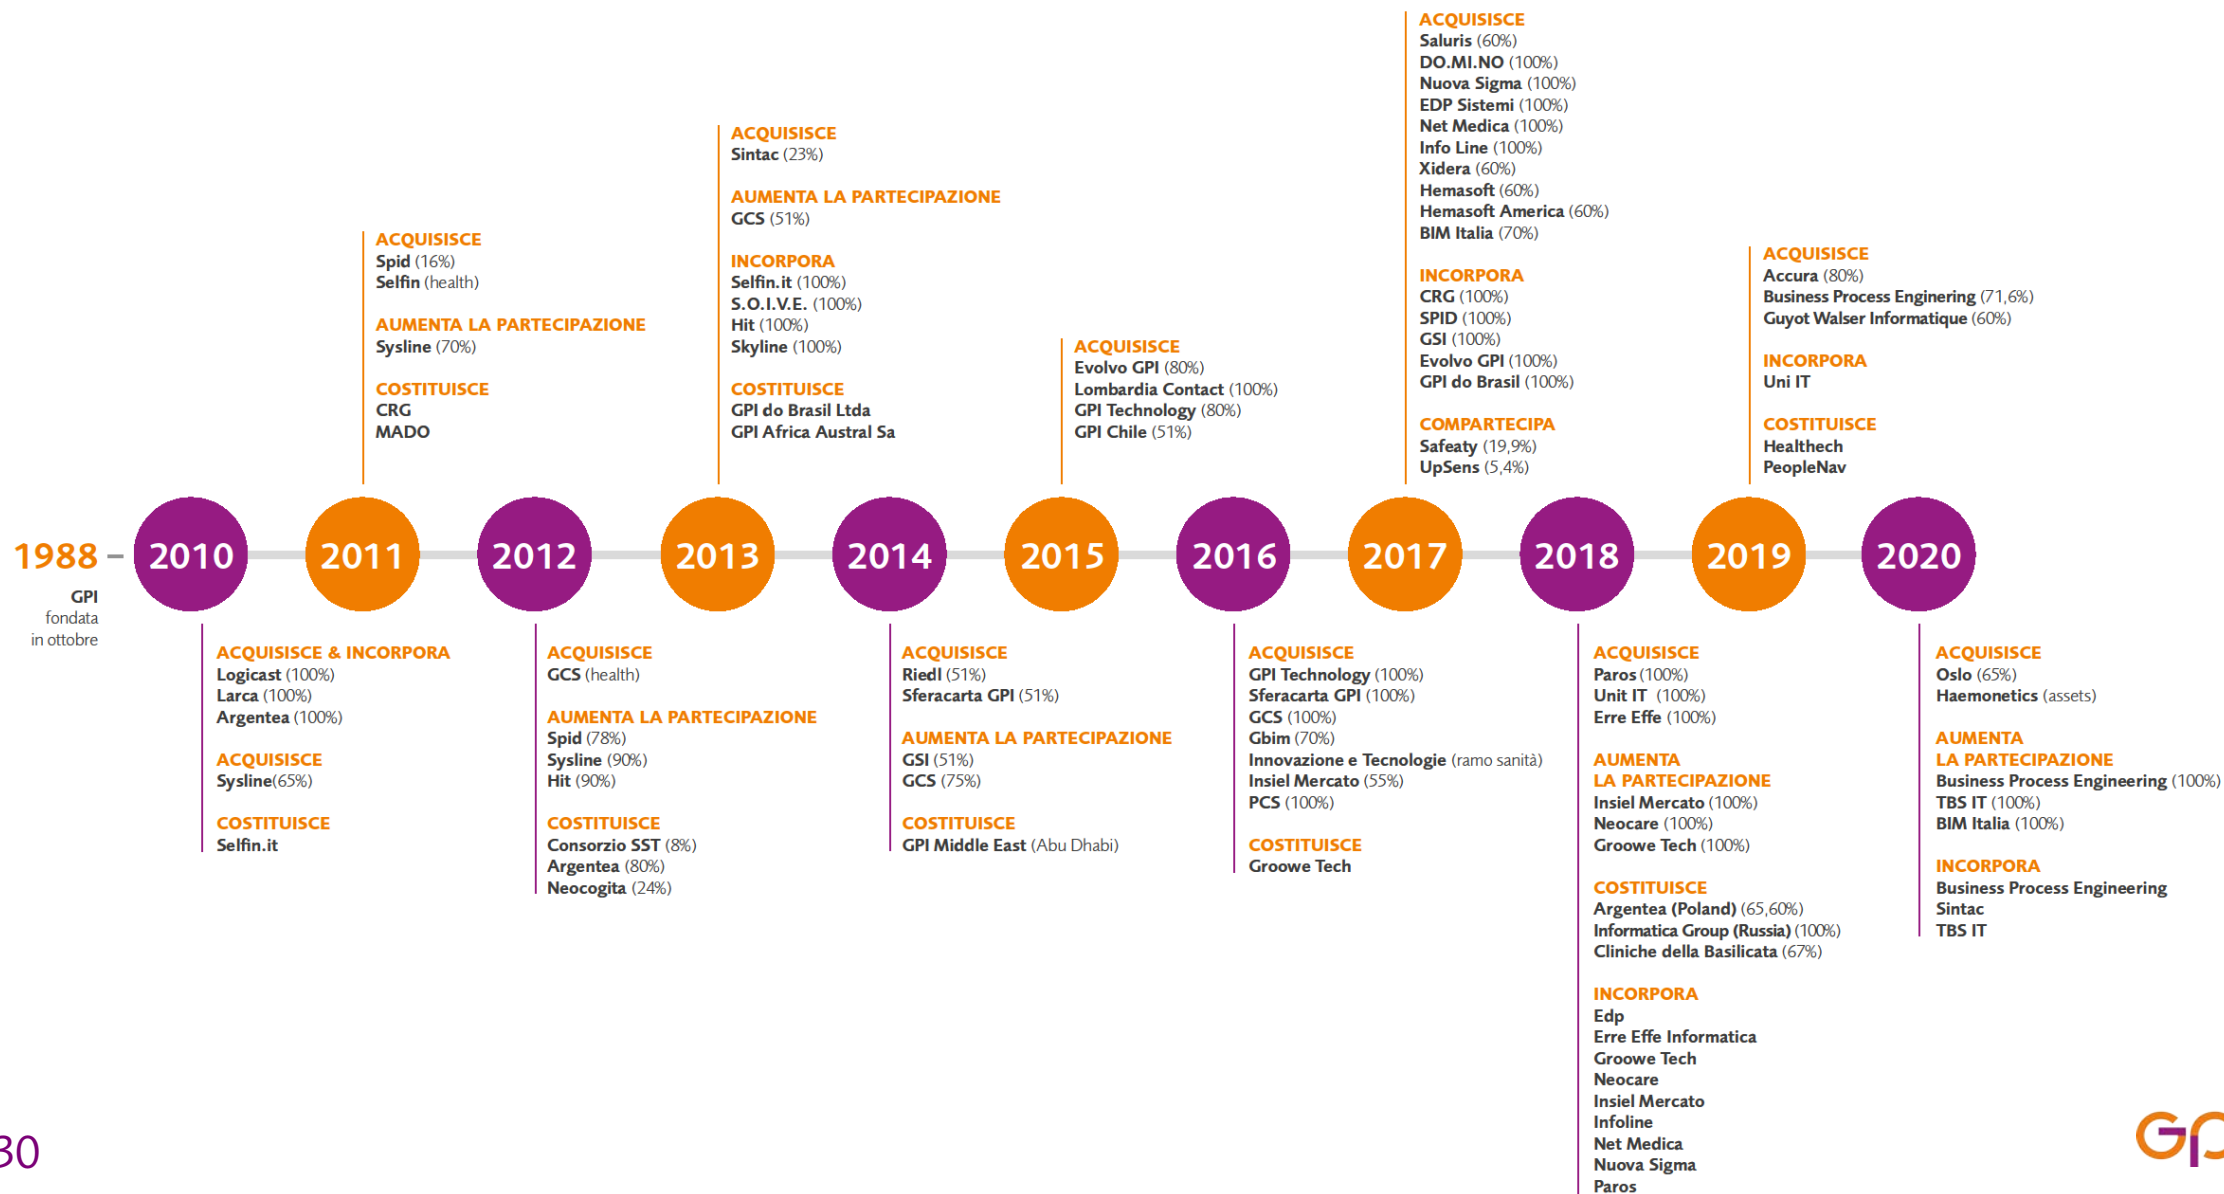 1988
GPI
fondata
in ottobre
2010
ACQUISISCE & INCORPORA
Logicast (100%)
Larca (100%)
Argentea (100%)
ACQUISISCE
Sysline(65%)
COSTITUISCE
Selfin.it
2011
ACQUISISCE
Spid (16%)
Selfin (health)
AUMENTA LA PARTECIPAZIONE
Sysline (70%)
COSTITUISCE
CRG
MADO
2012
ACQUISISCE
GCS (health)
AUMENTA LA PARTECIPAZIONE
Spid (78%)
Sysline (90%)
Hit (90%)
COSTITUISCE
Consorzio SST (8%)
Argentea (80%)
Neocogita (24%)
2013
ACQUISISCE
Sintac (23%)
AUMENTA LA PARTECIPAZIONE
GCS (51%)
INCORPORA
Selfin.it (100%)
S.O.I.V.E. (100%)
Hit (100%)
Skyline (100%)
COSTITUISCE
GPI do Brasil Ltda
GPI Africa Austral Sa
2014
ACQUISISCE
Riedl (51%)
Sferacarta GPI (51%)
AUMENTA LA PARTECIPAZIONE
GSI (51%)
GCS (75%)
COSTITUISCE
GPI Middle East (Abu Dhabi)
2015
ACQUISISCE
Evolvo GPI (80%)
Lombardia Contact (100%)
GPI Technology (80%)
GPI Chile (51%)
2016
ACQUISISCE
GPI Technology (100%)
Sferacarta GPI (100%)
GCS (100%)
Gbim (70%)
Innovazione e Tecnologie (ramo sanità)
Insiel Mercato (55%)
PCS (100%)
COSTITUISCE
Groowe Tech
2017
ACQUISISCE
Saluris (60%)
DO.MI.NO (100%)
Nuova Sigma (100%)
EDP Sistemi (100%)
Net Medica (100%)
Info Line (100%)
Xidera (60%)
Hemasoft (60%)
Hemasoft America (60%)
BIM Italia (70%)
INCORPORA
CRG (100%)
SPID (100%)
GSI (100%)
Evolvo GPI (100%)
GPI do Brasil (100%)
COMPARTECIPA
Safeaty (19,9%)
UpSens (5,4%)
2018
ACQUISISCE
Paros (100%)
Unit IT (100%)
Erre Effe (100%)
AUMENTA
LA PARTECIPAZIONE
Insiel Mercato (100%)
Neocare (100%)
Groowe Tech (100%)
COSTITUISCE
Argentea (Poland) (65,60%)
Informatica Group (Russia) (100%)
Cliniche della Basilicata (67%)
INCORPORA
Edp
Erre Effe Informatica
Groowe Tech
Neocare
Insiel Mercato
Infoline
Net Medica
Nuova Sigma
Paros
2019
ACQUISISCE
Accura (80%)
Business Process Enginering (71,6%)
Guyot Walser Informatique (60%)
INCORPORA
Uni IT
COSTITUISCE
Healthech
PeopleNav
2020
ACQUISISCE
Oslo (65%)
Haemonetics (assets)
AUMENTA
LA PARTECIPAZIONE
Business Process Engineering (100%)
TBS IT (100%)
BIM Italia (100%)
INCORPORA
Business Process Engineering
Sintac
TBS IT
30